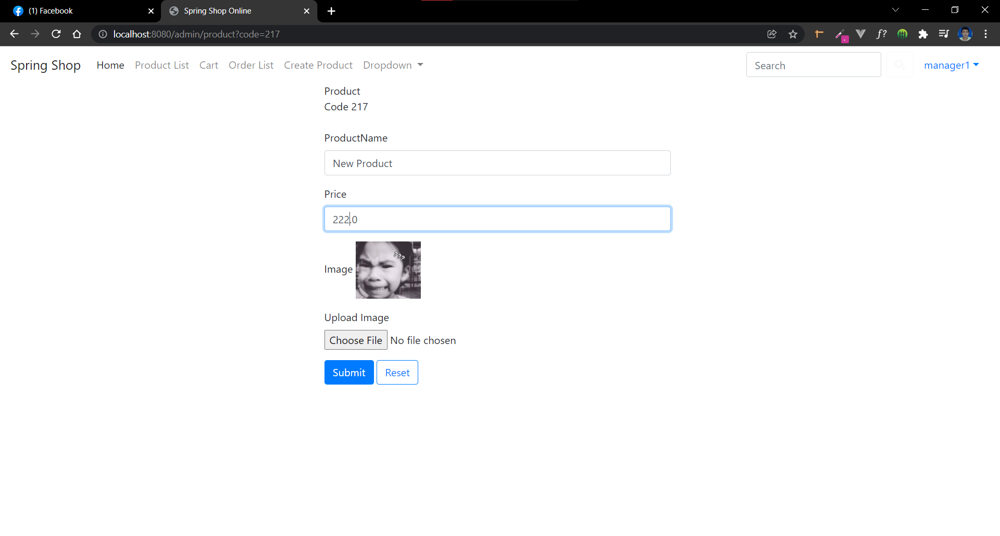 (1) Facebook
Spring Shop Online
localhost:8080/admin/product?code=217
f?
Spring Shop Home Product List Cart Order List Create Product Dropdown Search manager1
Product
Code 217
ProductName
New Product
Price
222.0
???
Image
Upload Image
Choose File No file chosen
Submit Reset